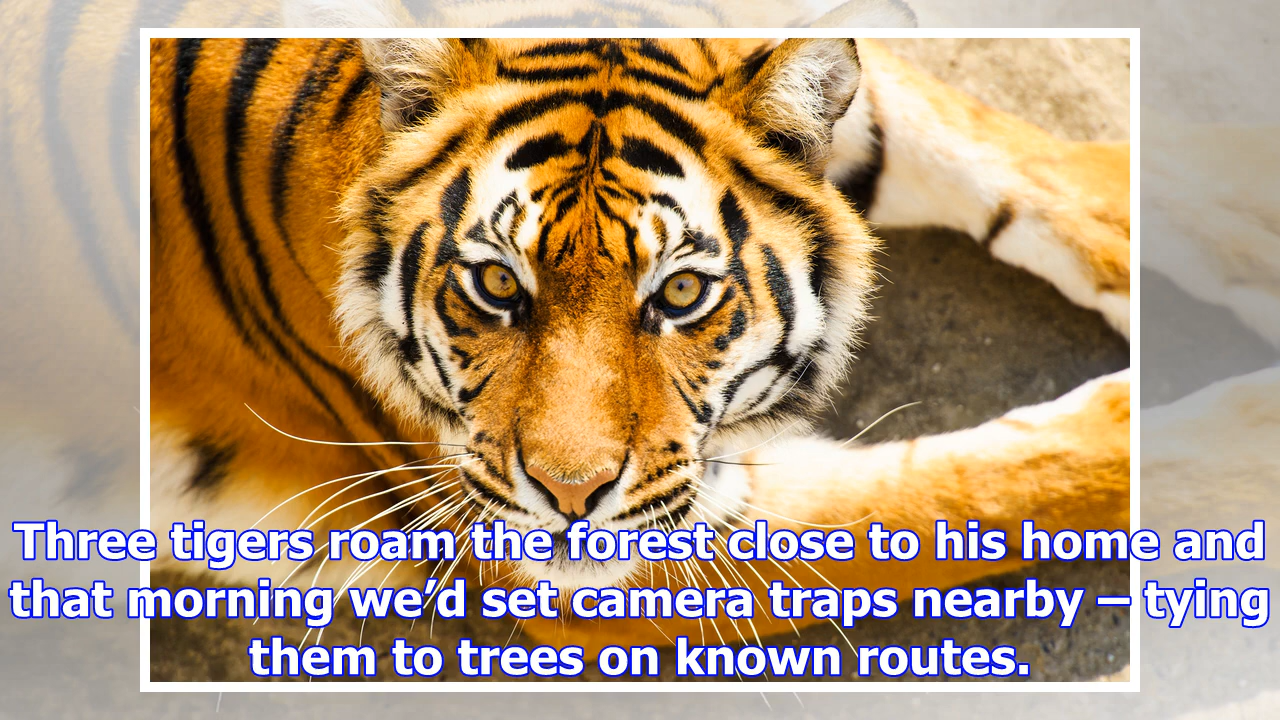 Three tigers roam the forest close to his home and
that morning we’d set camera traps nearby – tying
them to trees on known routes.